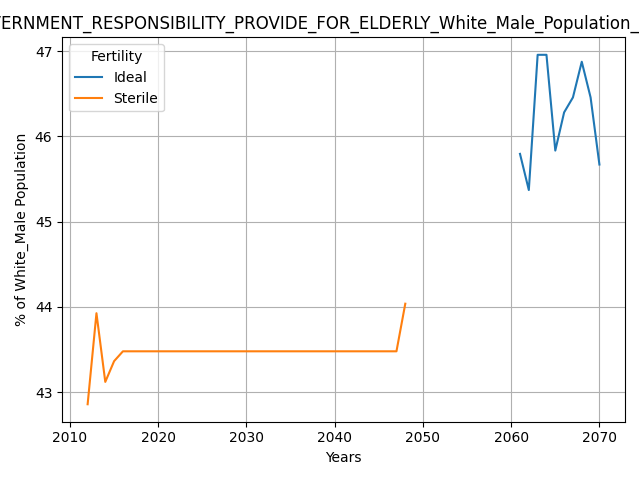 ERNMENT_RESPONSIBILITY_PROVIDE_FOR_ELDERLY_White_Male_Population_
47
46
45
44
43
% of White_Male Population
Fertility
Ideal
Sterile
2010 2020 2030 2040 2050 2060 2070
Years